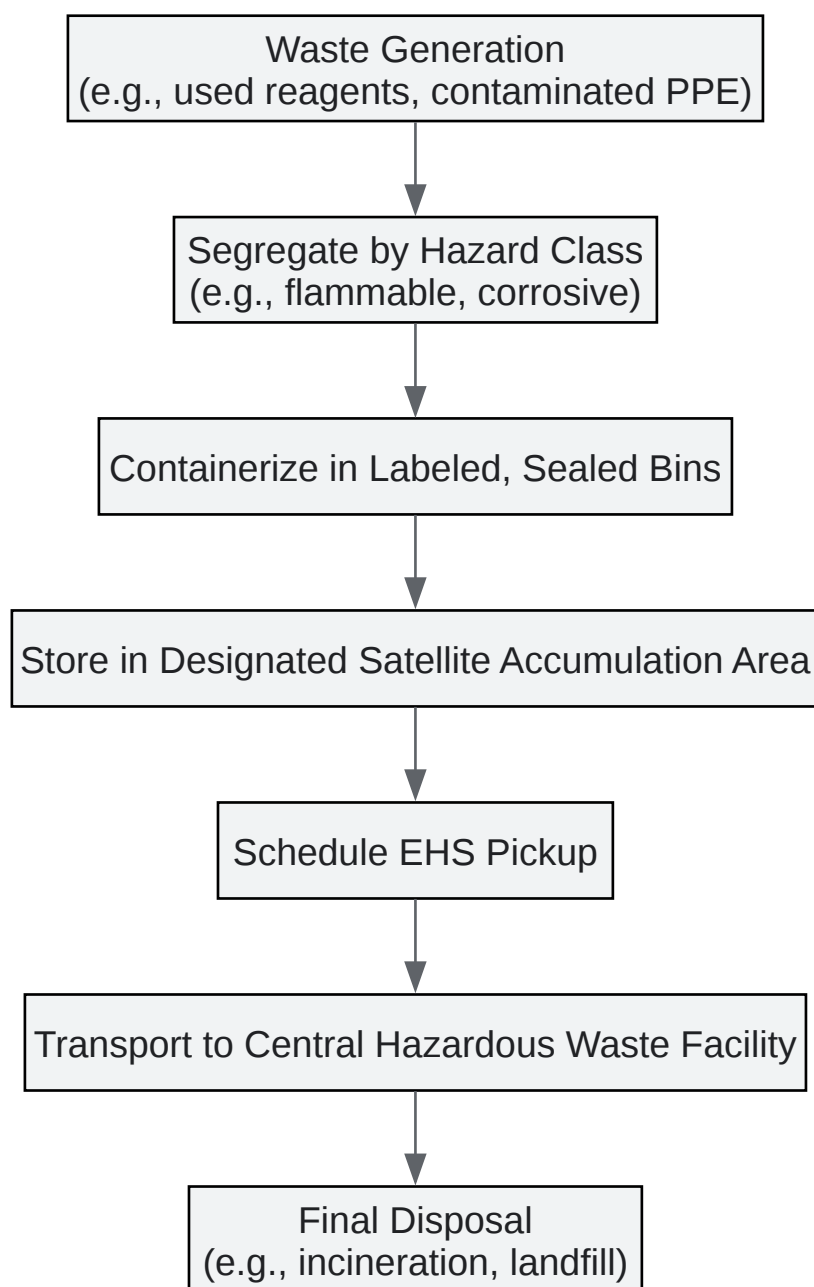 Waste Generation
(e.g., used reagents, contaminated PPE)
Segregate by Hazard Class
(e.g., flammable, corrosive)
Containerize in Labeled, Sealed Bins
Store in Designated Satellite Accumulation Area
Schedule EHS Pickup
Transport to Central Hazardous Waste Facility
Final Disposal
(e.g., incineration, landfill)